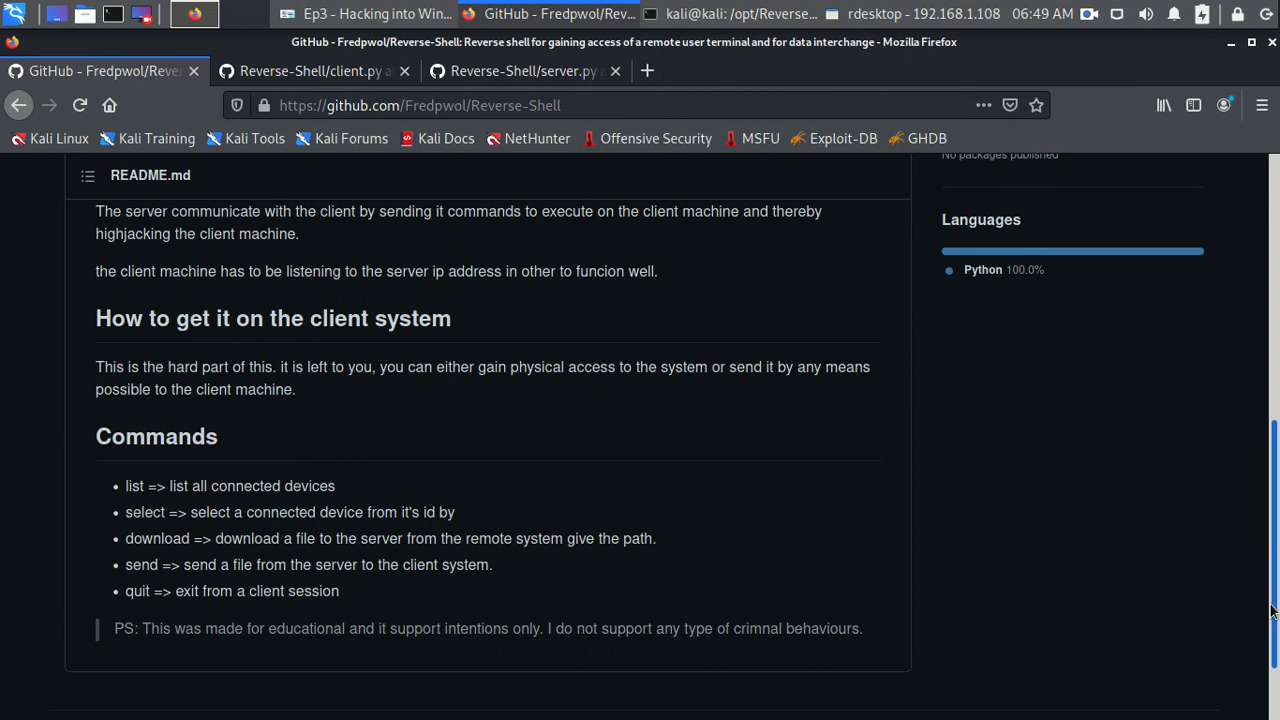 Ep3 - Hacking into Win...
GitHub - Fredpwol/Rev...
kali@kali: /opt/Reverse...
rdesktop - 192.168.1.108
06:49 AM
GitHub - Fredpwol/Reverse-Shell: Reverse shell for gaining access of a remote user terminal and for data interchange - Mozilla Firefox
GitHub - Fredpwol/Rever
Reverse-Shell/client.py a
Reverse-Shell/server.py a
https://github.com/Fredpwol/Reverse-Shell
Kali Linux
Kali Training
Kali Tools
Kali Forums
Kali Docs
NetHunter
Offensive Security
MSFU
Exploit-DB
GHDB
No packages published
README.md
The server communicate with the client by sending it commands to execute on the client machine and thereby
highjacking the client machine.
Languages
Python 100.0%
the client machine has to be listening to the server ip address in other to funcion well.
How to get it on the client system
This is the hard part of this. it is left to you, you can either gain physical access to the system or send it by any means
possible to the client machine.
Commands
• list => list all connected devices
• select => select a connected device from it's id by
• download => download a file to the server from the remote system give the path.
• send => send a file from the server to the client system.
• quit => exit from a client session
PS: This was made for educational and it support intentions only. I do not support any type of crimnal behaviours.